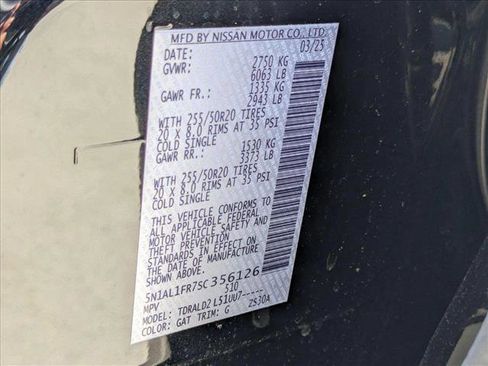 MFD BY NISSAN MOTOR CO., LTD.
DATE: 03/25
GVWR: 2750 KG
6063 LB
GAWR FR.: 1335 KG
2943 LB
WITH 255/50R20 TIRES
20 X 8.0 RIMS AT 35 PSI
COLD SINGLE
GAWR RR.: 1530 KG
3373 LB
WITH 255/50R20 TIRES
20 X 8.0 RIMS AT 35 PSI
COLD SINGLE
THIS VEHICLE CONFORMS TO
ALL APPLICABLE FEDERAL
MOTOR VEHICLE SAFETY AND
THEFT PREVENTION
STANDARDS IN EFFECT ON
THE DATE OF MANUFACTURE
SHOWN ABOVE.
5N1AL1FR7SC356126
MPV 510
MODEL: TDRALD2 L51UU7-----
COLOR: GAT TRIM: G ZS30A